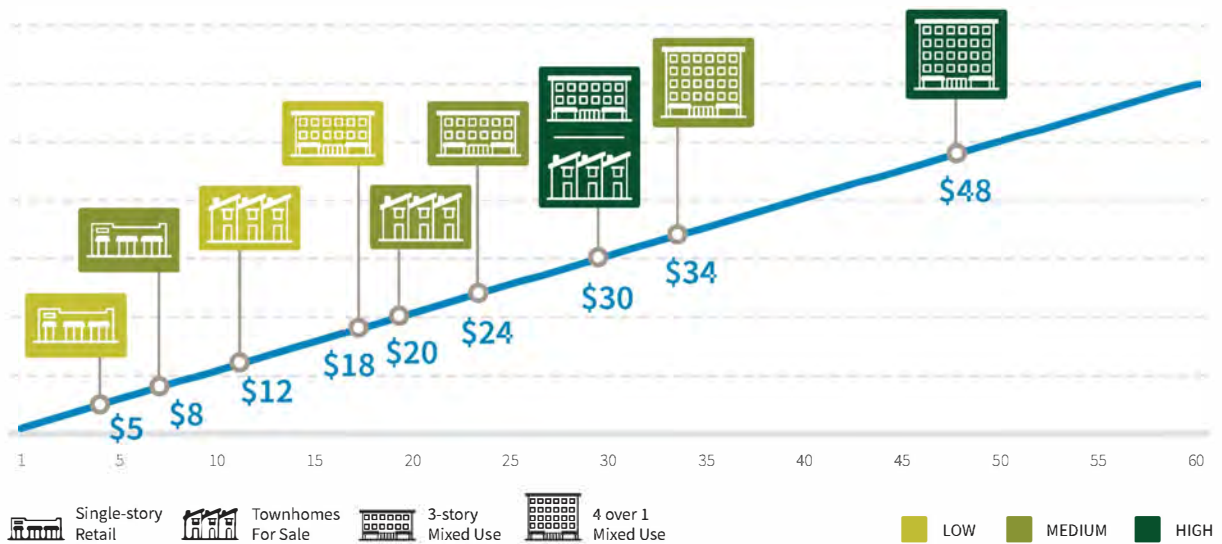 $48
$34
$30
$24
$18 $20
$12
$8
$5
1 5 10 15 20 25 30 35 40 45 50 55 60
Single-story
Retail
Townhomes
For Sale
3-story
Mixed Use
4 over 1
Mixed Use
LOW MEDIUM HIGH